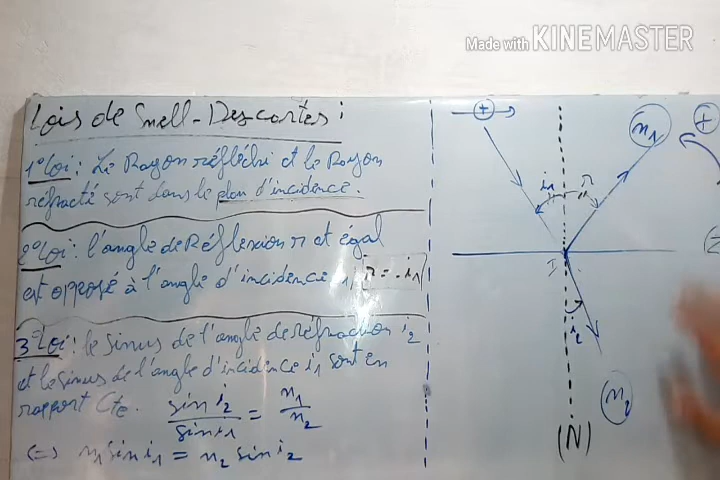 Made with KINEMASTER
Lois de Snell-Descartes :
1° Loi : Le Rayon réfléchi et le Rayon
réfracté sont dans le plan d'incidence.
2° Loi : l'angle de Réflexion r et égal
est opposé à l'angle d'incidence i1 r = -i1
3° Loi : le sinus de l'angle de réfraction i2
et le sinus de l'angle d'incidence i1 sont en
rapport Cte. sin i2 / sin i1 = n1 / n2
(=) n1 sin i1 = n2 sin i2
+
n1
+
i1 r
I
i2
n2
(N)